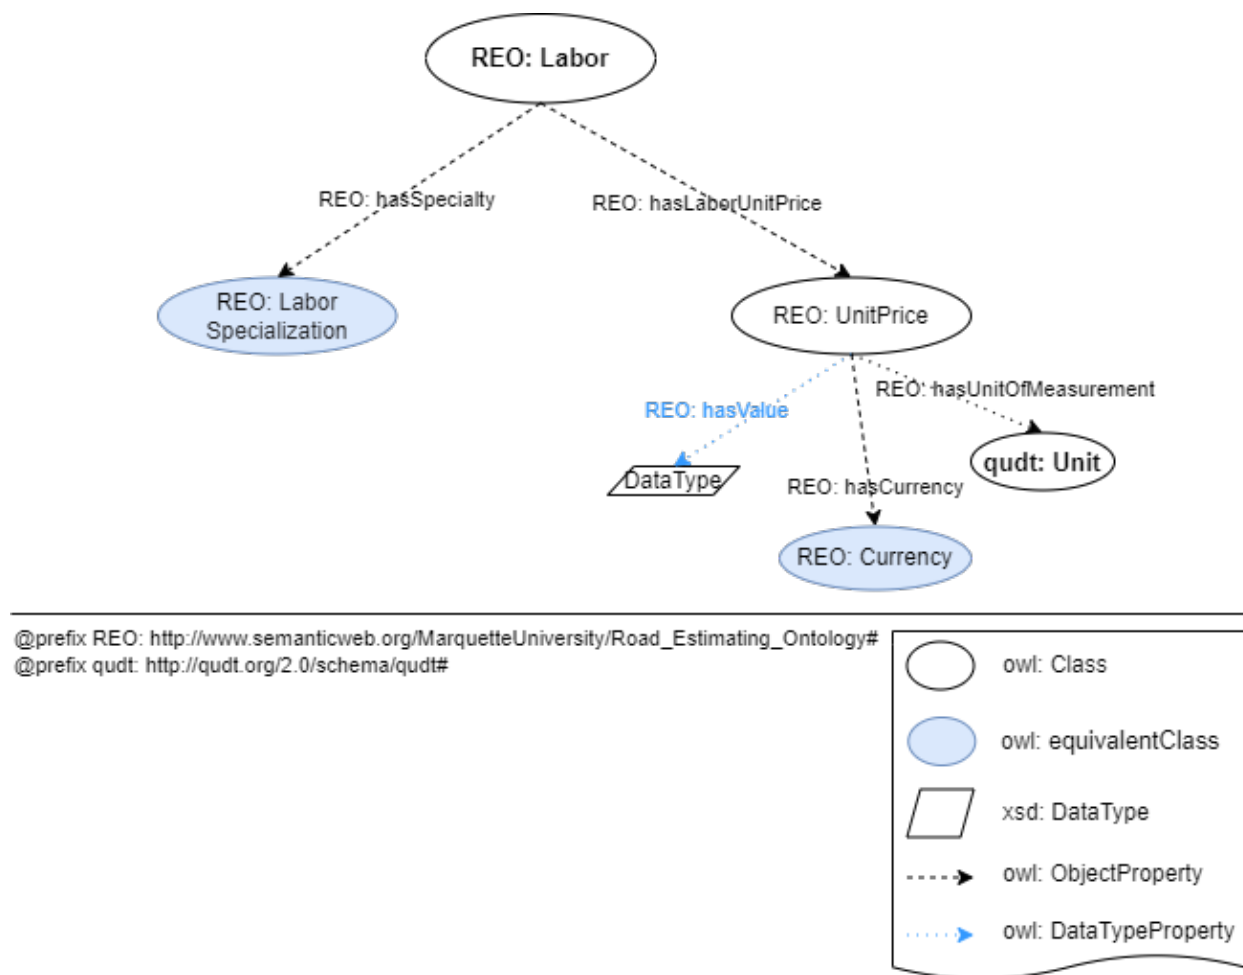 REO: Labor
REO: hasSpecialty
REO: hasLaborUnitPrice
REO: Labor
Specialization
REO: UnitPrice
REO: hasUnitOfMeasurement
REO: hasValue
qudt: Unit
DataType
REO: hasCurrency
REO: Currency
@prefix REO: http://www.semanticweb.org/MarquetteUniversity/Road_Estimating_Ontology#
@prefix qudt: http://qudt.org/2.0/schema/qudt#
owl: Class
owl: equivalentClass
xsd: DataType
owl: ObjectProperty
owl: DataTypeProperty